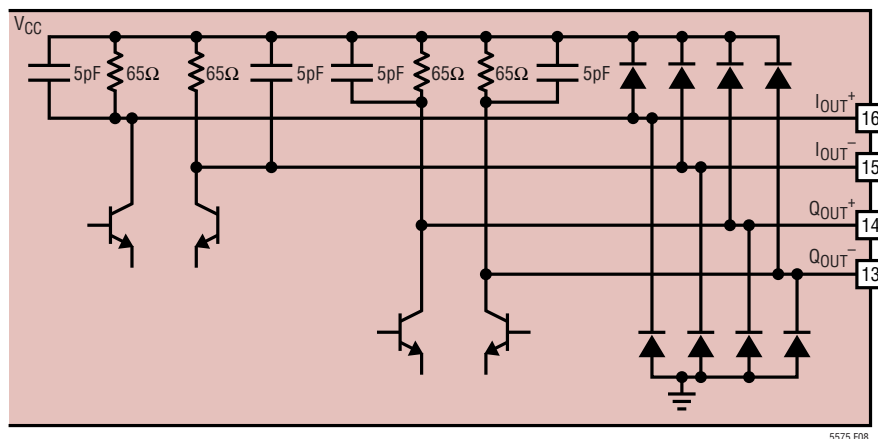 VCC
5pF 65Ω 65Ω 5pF 5pF 65Ω 65Ω 5pF
IOUT+
16
IOUT−
15
QOUT+
14
QOUT−
13
5575 F08